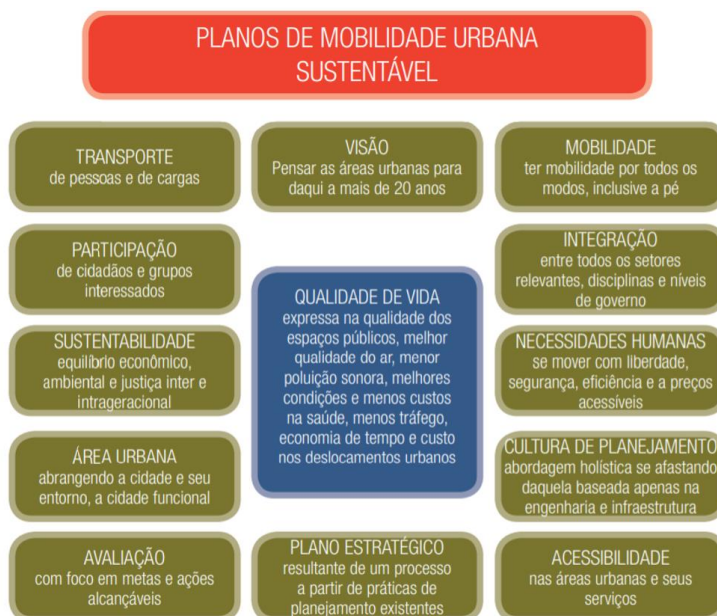 PLANOS DE MOBILIDADE URBANA
SUSTENTÁVEL
TRANSPORTE
de pessoas e de cargas
VISÃO
Pensar as áreas urbanas para
daqui a mais de 20 anos
MOBILIDADE
ter mobilidade por todos os
modos, inclusive a pé
PARTICIPAÇÃO
de cidadãos e grupos
interessados
INTEGRAÇÃO
entre todos os setores
relevantes, disciplinas e níveis
de governo
QUALIDADE DE VIDA
expressa na qualidade dos
espaços públicos, melhor
qualidade do ar, menor
poluição sonora, melhores
condições e menos custos
na saúde, menos tráfego,
economia de tempo e custo
nos deslocamentos urbanos
SUSTENTABILIDADE
equilíbrio econômico,
ambiental e justiça inter e
intrageracional
NECESSIDADES HUMANAS
se mover com liberdade,
segurança, eficiência e a preços
acessíveis
ÁREA URBANA
abrangendo a cidade e seu
entorno, a cidade funcional
CULTURA DE PLANEJAMENTO
abordagem holística se afastando
daquela baseada apenas na
engenharia e infraestrutura
AVALIAÇÃO
com foco em metas e ações
alcançáveis
PLANO ESTRATÉGICO
resultante de um processo
a partir de práticas de
planejamento existentes
ACESSIBILIDADE
nas áreas urbanas e seus
serviços